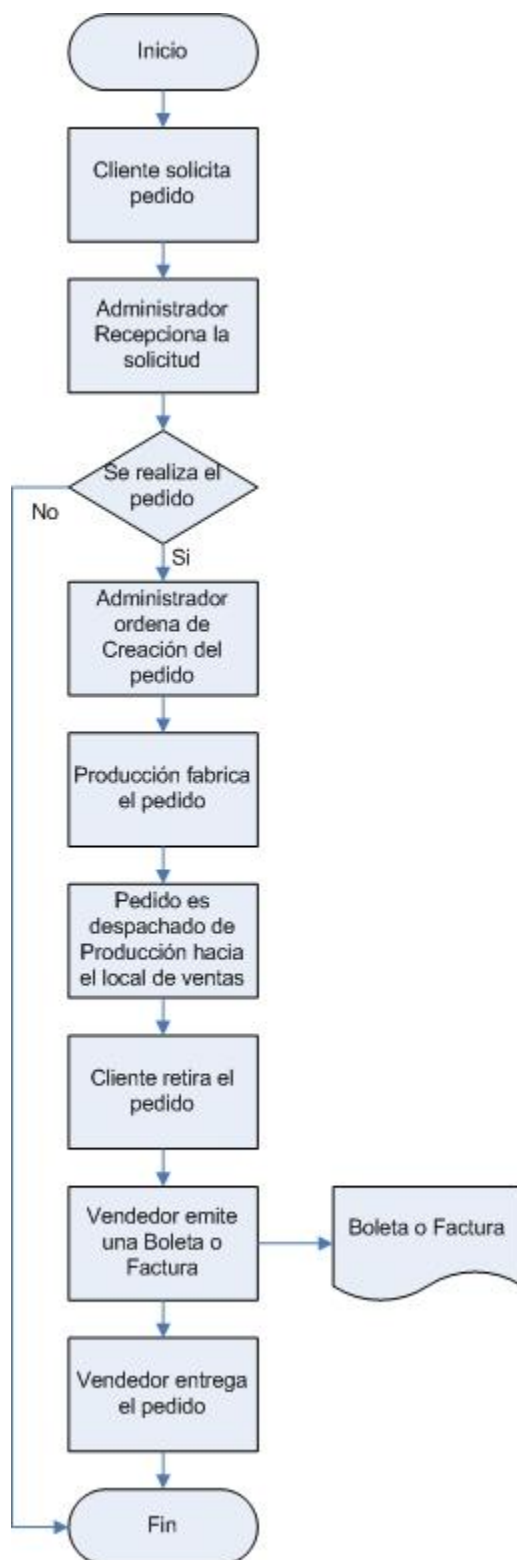 Inicio
Cliente solicita
pedido
Administrador
Recepciona la
solicitud
Se realiza el
pedido
No
Si
Administrador
ordena de
Creación del
pedido
Producción fabrica
el pedido
Pedido es
despachado de
Producción hacia
el local de ventas
Cliente retira el
pedido
Vendedor emite
una Boleta o
Factura
Boleta o Factura
Vendedor entrega
el pedido
Fin